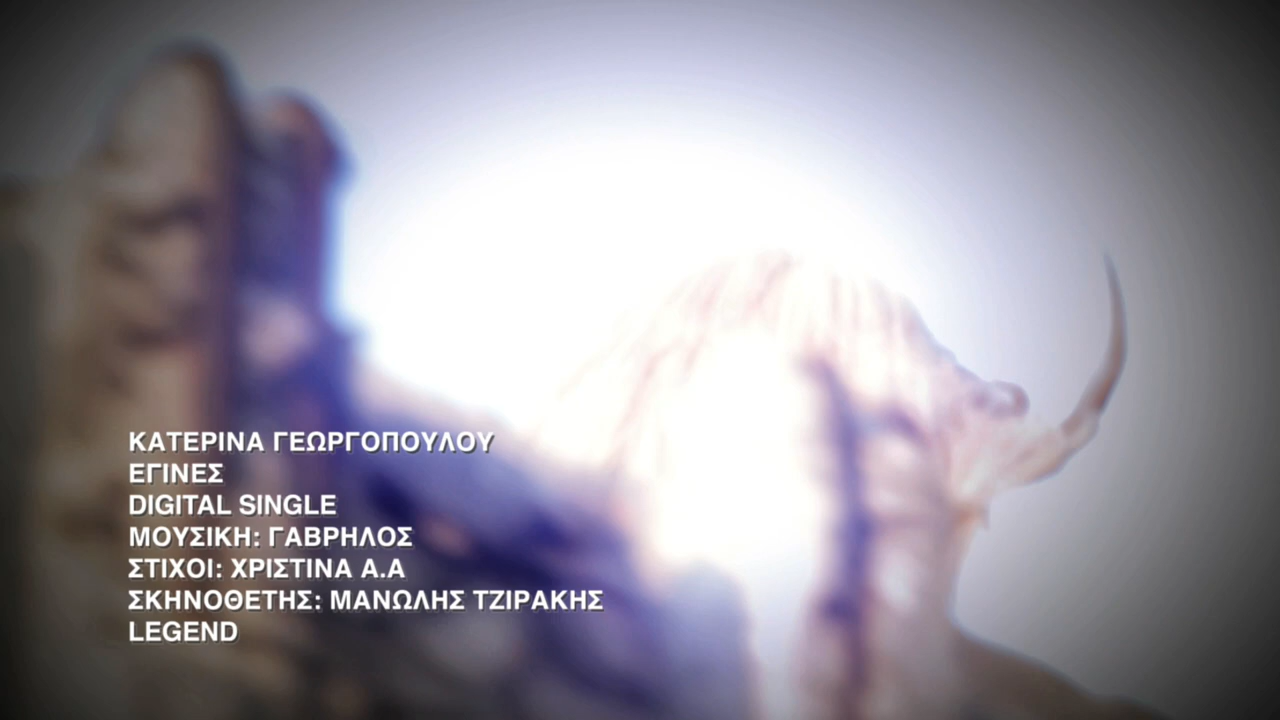 ΚΑΤΕΡΙΝΑ ΓΕΩΡΓΟΠΟΥΛΟΥ
ΕΓΙΝΕΣ
DIGITAL SINGLE
ΜΟΥΣΙΚΗ: ΓΑΒΡΗΛΟΣ
ΣΤΙΧΟΙ: ΧΡΙΣΤΙΝΑ Α.Α
ΣΚΗΝΟΘΕΤΗΣ: ΜΑΝΩΛΗΣ ΤΖΙΡΑΚΗΣ
LEGEND